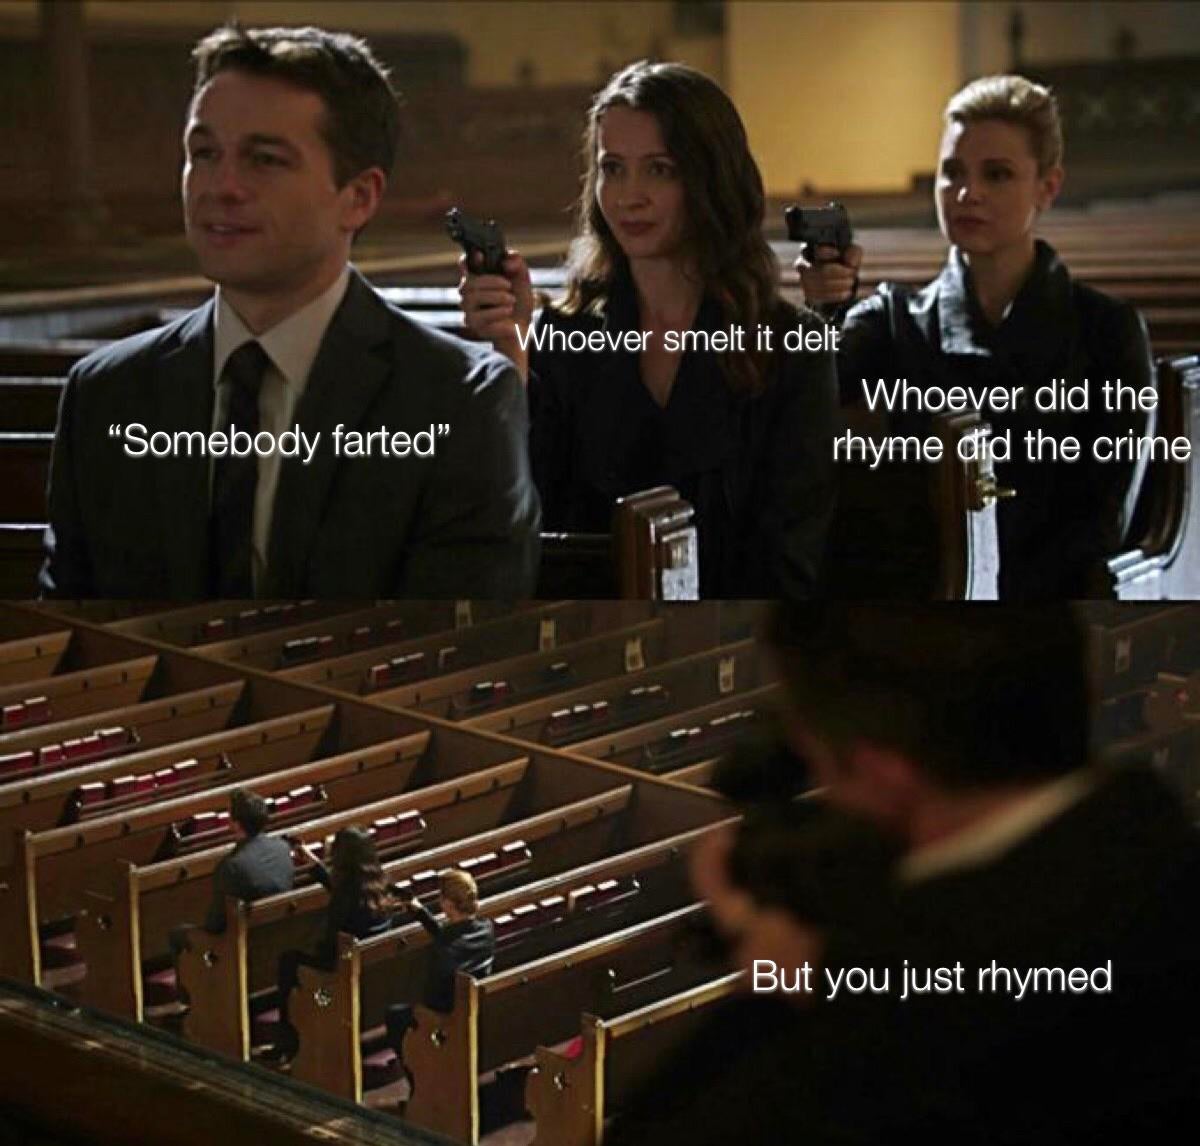 “Somebody farted”
Whoever smelt it delt
Whoever did the
rhyme did the crime
But you just rhymed